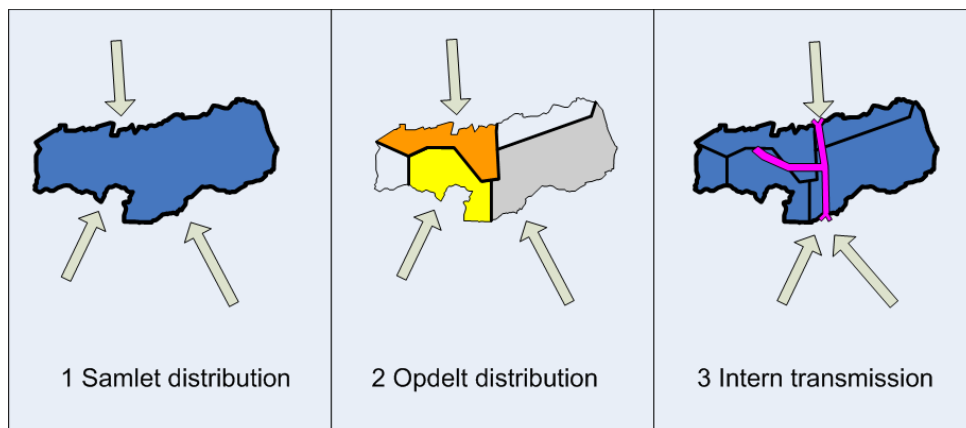 1 Samlet distribution
2 Opdelt distribution
3 Intern transmission